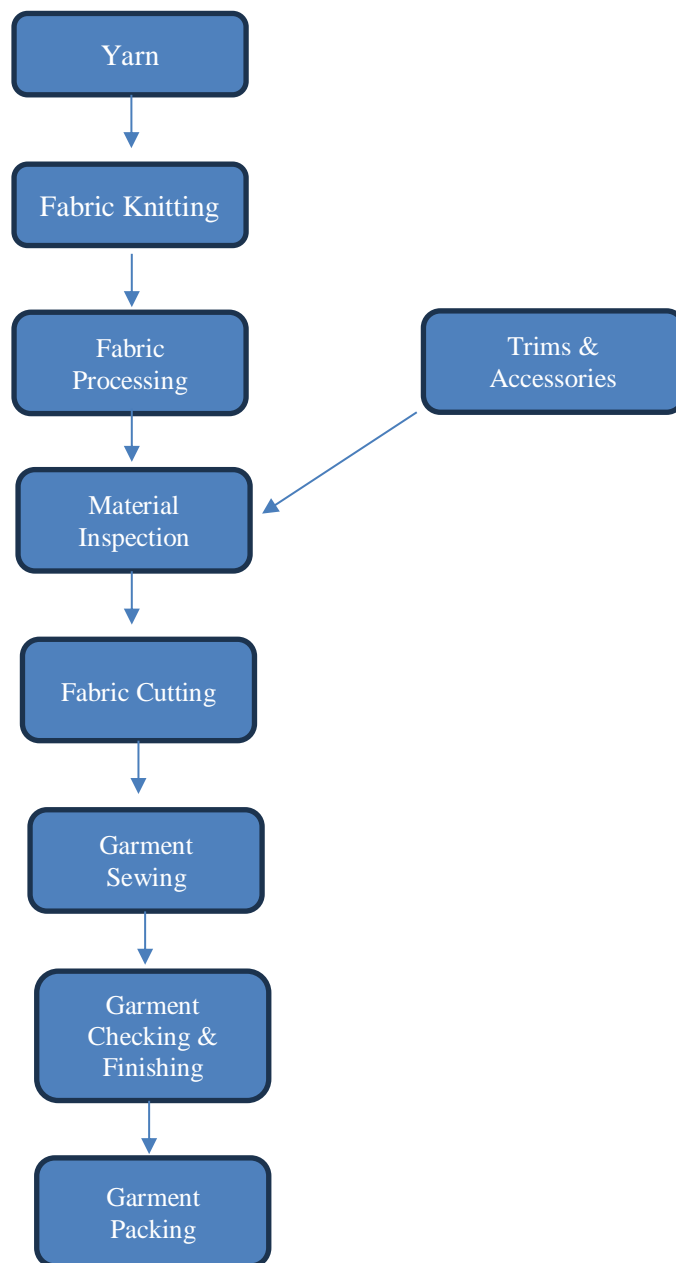 Yarn
Fabric Knitting
Fabric
Processing
Trims &
Accessories
Material
Inspection
Fabric Cutting
Garment
Sewing
Garment
Checking &
Finishing
Garment
Packing